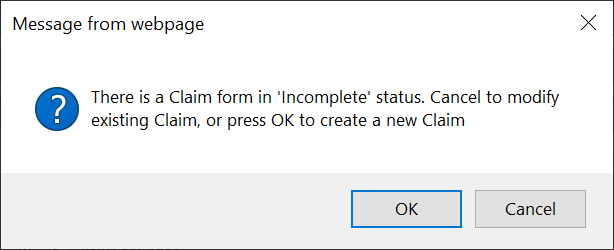 Message from webpage
There is a Claim form in 'Incomplete' status. Cancel to modify
existing Claim, or press OK to create a new Claim
OK
Cancel